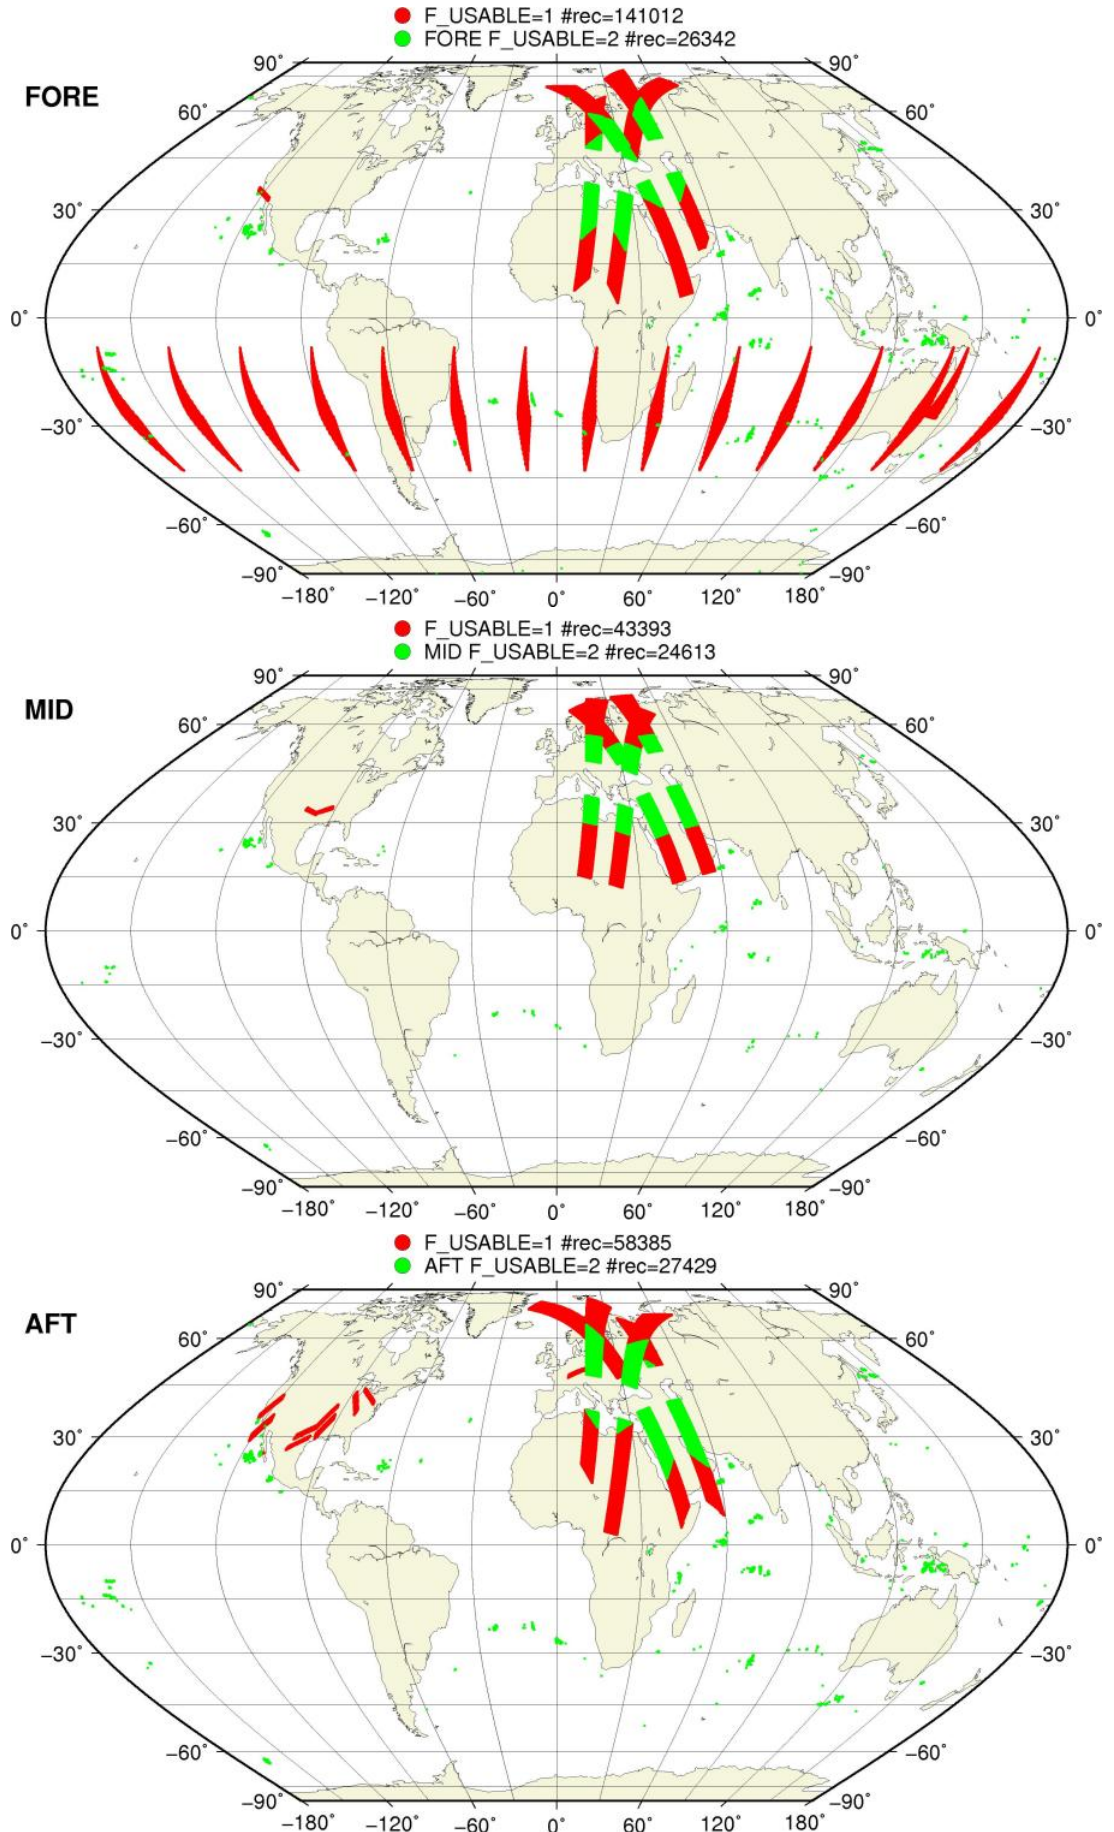 F_USABLE=1 #rec=141012
FORE F_USABLE=2 #rec=26342
FORE
90° 90°
60° 60°
30° 30°
0° 0°
−30° −30°
−60° −60°
−90° −90°
−180° −120° −60° 0° 60° 120° 180°
F_USABLE=1 #rec=43393
MID F_USABLE=2 #rec=24613
MID
90° 90°
60° 60°
30° 30°
0° 0°
−30° −30°
−60° −60°
−90° −90°
−180° −120° −60° 0° 60° 120° 180°
F_USABLE=1 #rec=58385
AFT F_USABLE=2 #rec=27429
AFT
90° 90°
60° 60°
30° 30°
0° 0°
−30° −30°
−60° −60°
−90° −90°
−180° −120° −60° 0° 60° 120° 180°